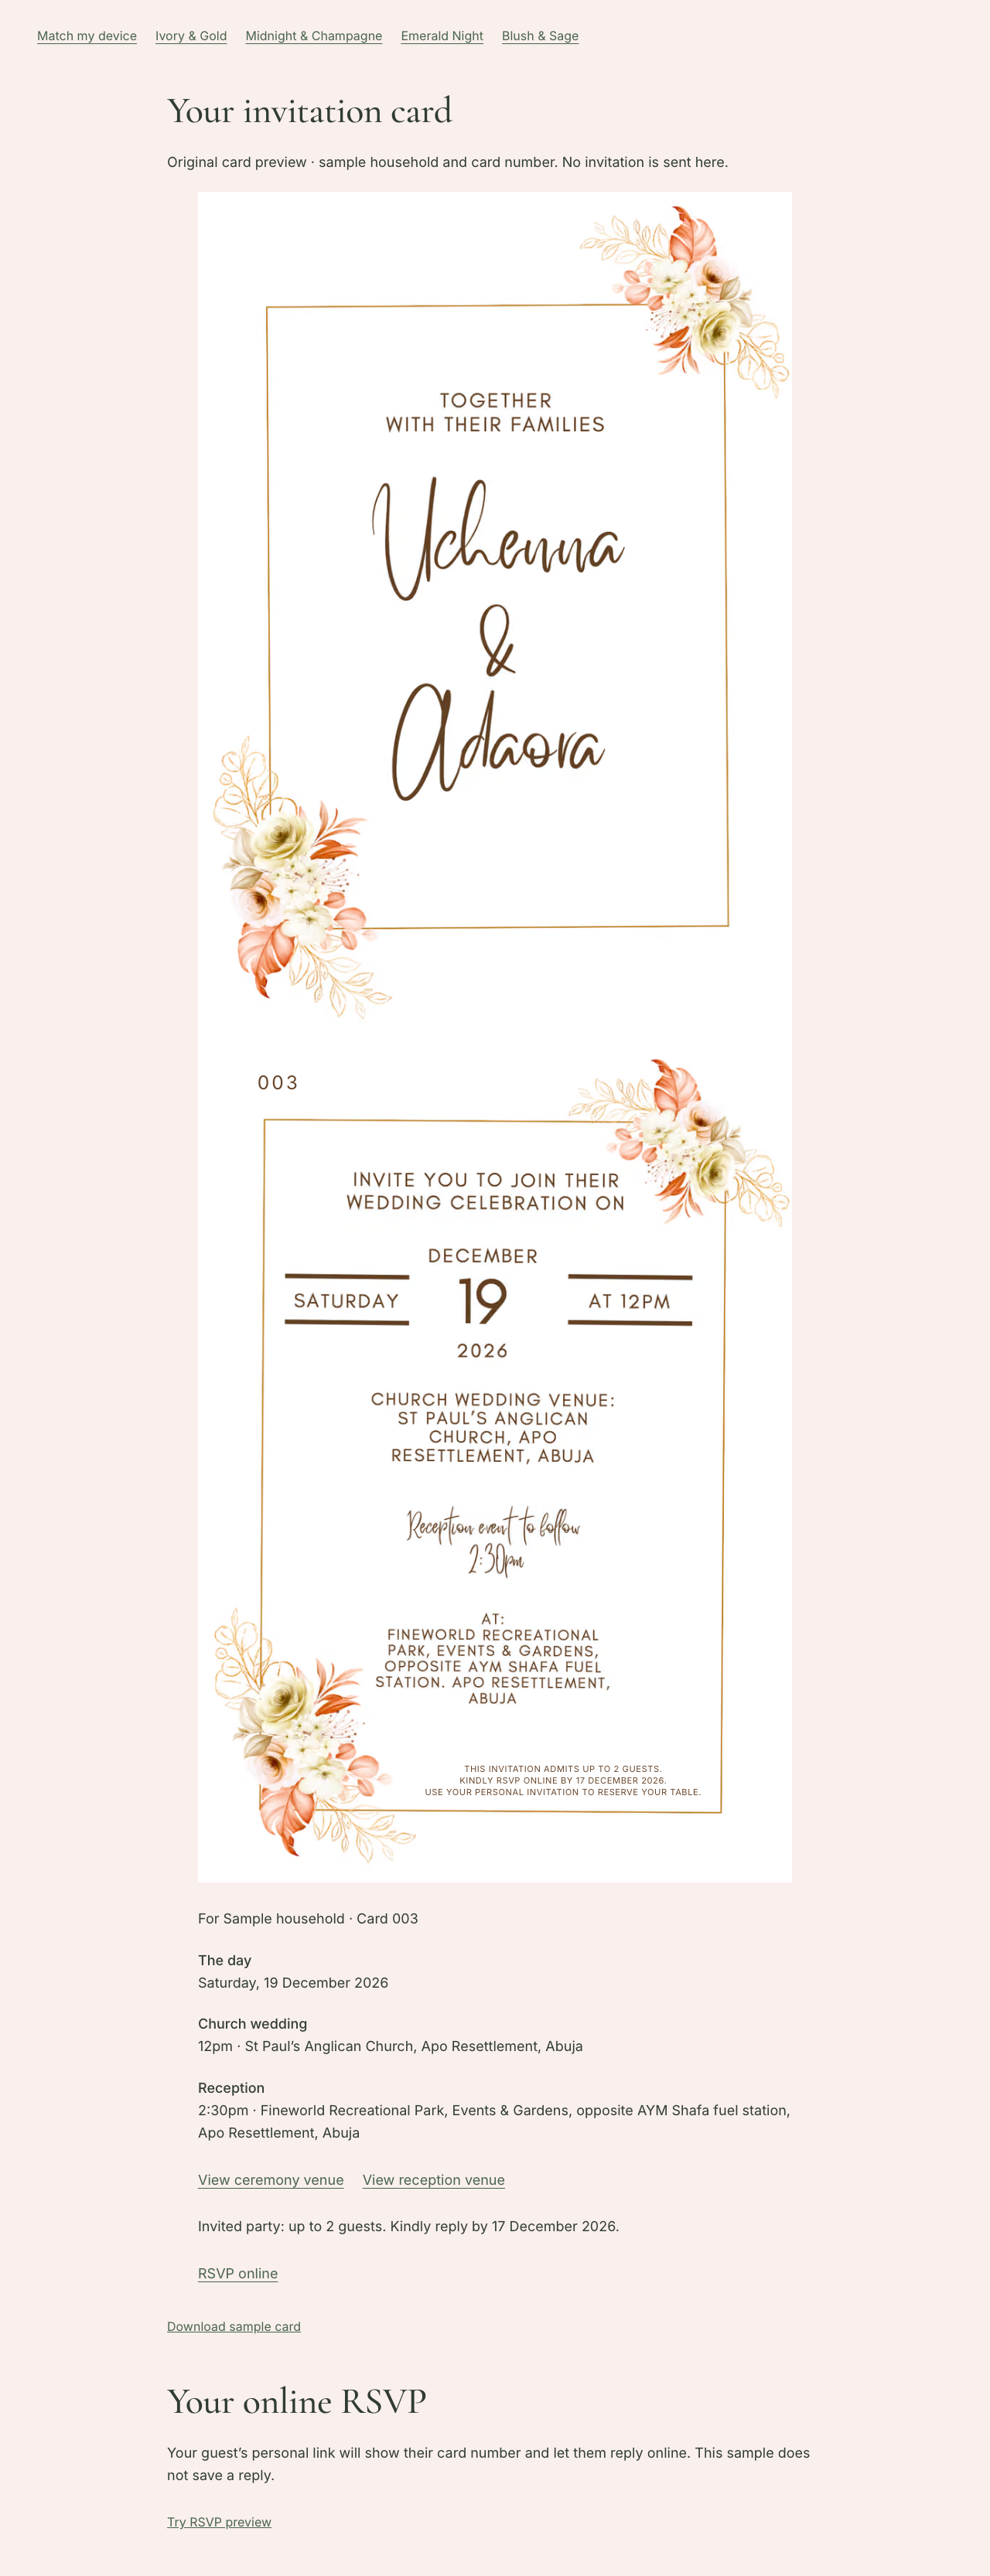 Match my device Ivory & Gold Midnight & Champagne Emerald Night Blush & Sage
Your invitation card
Original card preview · sample household and card number. No invitation is sent here.
TOGETHER
WITH THEIR FAMILIES
Uchenna
&
Adaora
003
INVITE YOU TO JOIN THEIR
WEDDING CELEBRATION ON
DECEMBER
SATURDAY 19 AT 12PM
2026
CHURCH WEDDING VENUE:
ST PAUL'S ANGLICAN
CHURCH, APO
RESETTLEMENT, ABUJA
Reception event to follow
2:30pm
AT:
FINEWORLD RECREATIONAL
PARK, EVENTS & GARDENS,
OPPOSITE AYM SHAFA FUEL
STATION. APO RESETTLEMENT,
ABUJA
THIS INVITATION ADMITS UP TO 2 GUESTS.
KINDLY RSVP ONLINE BY 17 DECEMBER 2026.
USE YOUR PERSONAL INVITATION TO RESERVE YOUR TABLE.
For Sample household · Card 003
The day
Saturday, 19 December 2026
Church wedding
12pm · St Paul’s Anglican Church, Apo Resettlement, Abuja
Reception
2:30pm · Fineworld Recreational Park, Events & Gardens, opposite AYM Shafa fuel station,
Apo Resettlement, Abuja
View ceremony venue View reception venue
Invited party: up to 2 guests. Kindly reply by 17 December 2026.
RSVP online
Download sample card
Your online RSVP
Your guest’s personal link will show their card number and let them reply online. This sample does
not save a reply.
Try RSVP preview